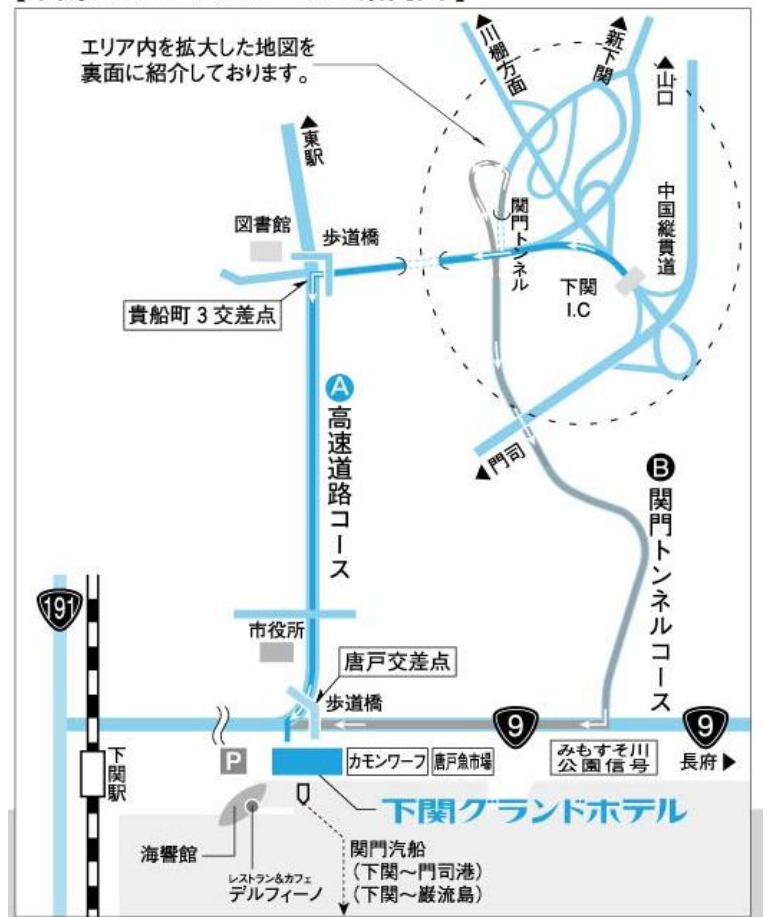 エリア内を拡大した地図を
裏面に紹介しております。
▲川棚方面
▲新下関
▲山口
▲東駅
図書館
歩道橋
関門トンネル
中国縦貫道
下関
I.C
貴船町3交差点
A 高速道路コース
▲門司
B 関門トンネルコース
191
市役所
唐戸交差点
歩道橋
9
9
下関駅
P
カモンワーフ
唐戸魚市場
みもすそ川
公園信号
長府▶
下関グランドホテル
海響館
レストラン&カフェ
デルフィーノ
関門汽船
(下関〜門司港)
(下関〜巌流島)